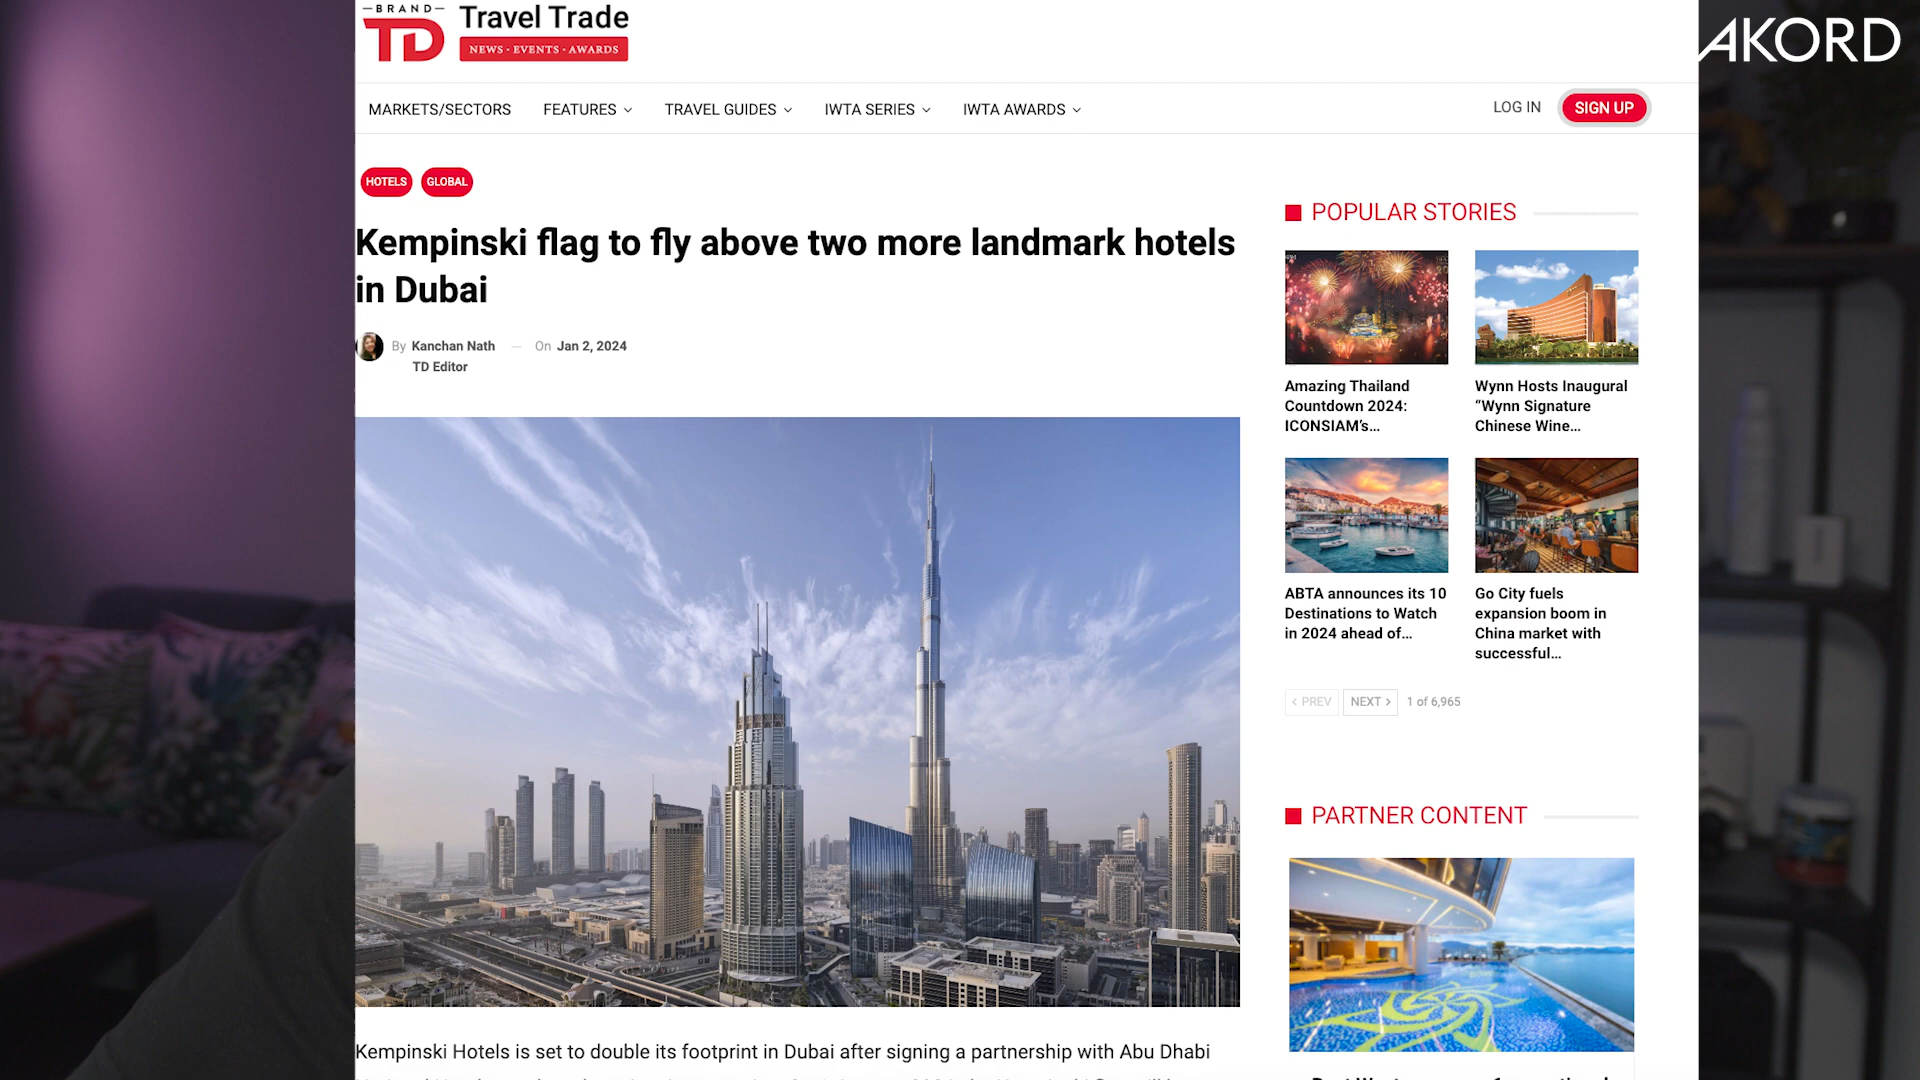 BRAND
TD
Travel Trade
NEWS - EVENTS - AWARDS
AKORD
MARKETS/SECTORS
FEATURES
TRAVEL GUIDES
IWTA SERIES
IWTA AWARDS
LOG IN
SIGN UP
HOTELS
GLOBAL
Kempinski flag to fly above two more landmark hotels
in Dubai
By Kanchan Nath — On Jan 2, 2024
TD Editor
Kempinski Hotels is set to double its footprint in Dubai after signing a partnership with Abu Dhabi
POPULAR STORIES
Amazing Thailand
Countdown 2024:
ICONSIAM's...
Wynn Hosts Inaugural
“Wynn Signature
Chinese Wine...
ABTA announces its 10
Destinations to Watch
in 2024 ahead of...
Go City fuels
expansion boom in
China market with
successful...
PREV
NEXT
1 of 6,965
PARTNER CONTENT